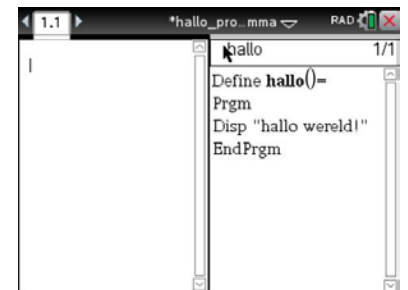 1.1 *hallo_pro…mma RAD
hallo 1/1
Define hallo()=
Prgm
Disp "hallo wereld!"
EndPrgm